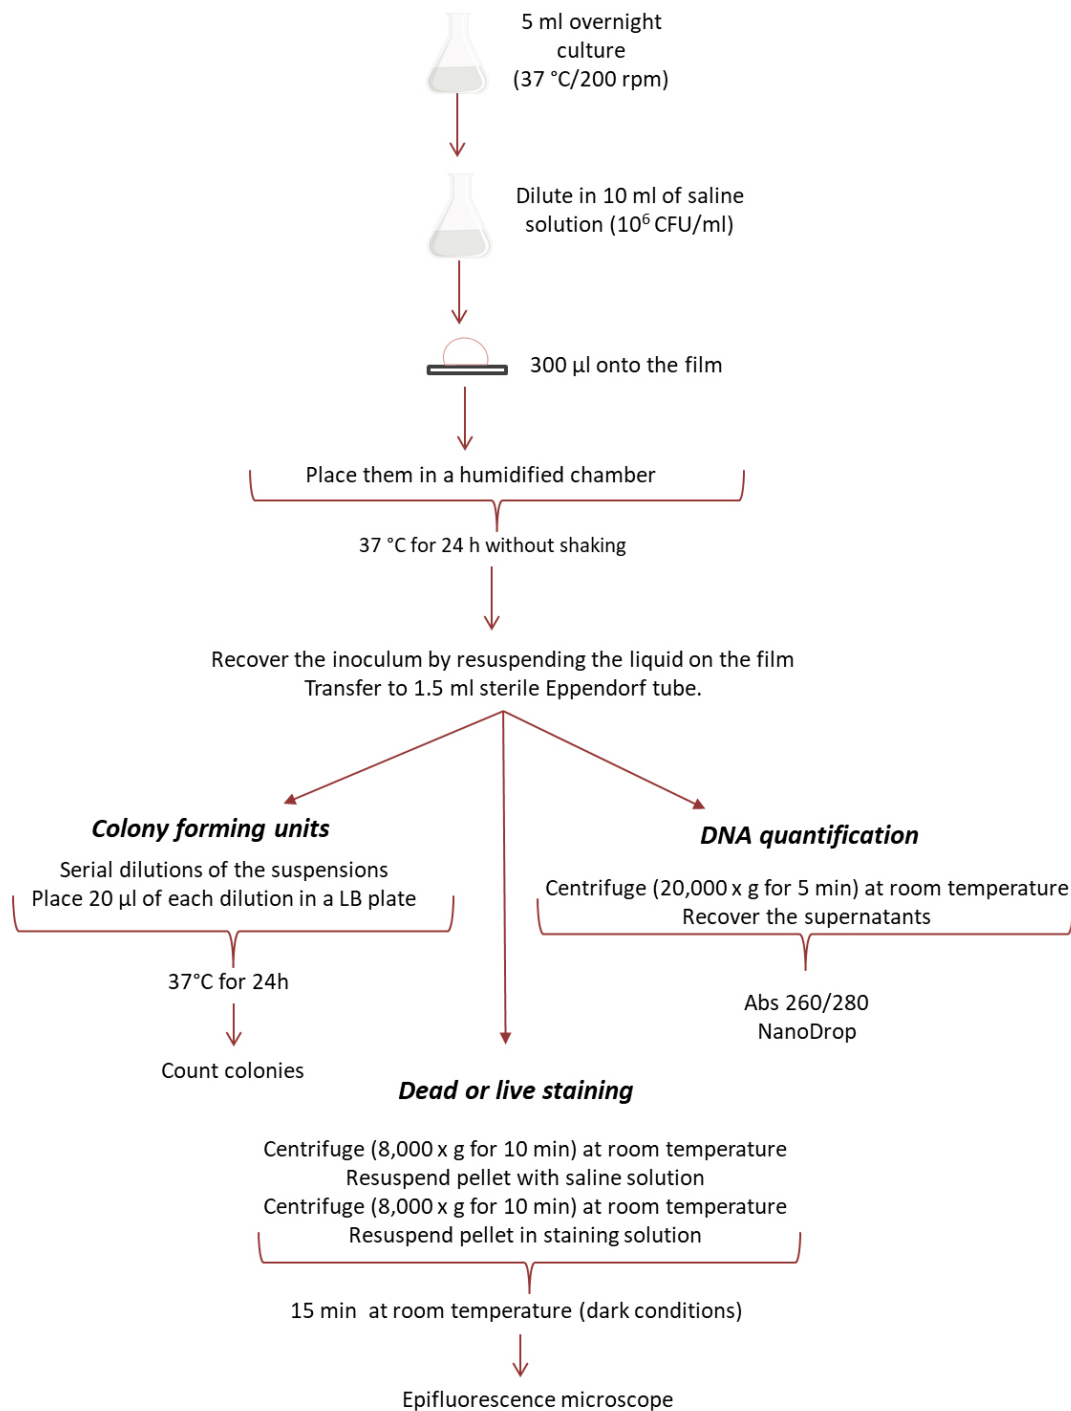 5 ml overnight
culture
(37 °C/200 rpm)
Dilute in 10 ml of saline
solution (10⁶ CFU/ml)
300 µl onto the film
Place them in a humidified chamber
37 °C for 24 h without shaking
Recover the inoculum by resuspending the liquid on the film
Transfer to 1.5 ml sterile Eppendorf tube.
Colony forming units
Serial dilutions of the suspensions
Place 20 µl of each dilution in a LB plate
37°C for 24h
Count colonies
DNA quantification
Centrifuge (20,000 x g for 5 min) at room temperature
Recover the supernatants
Abs 260/280
NanoDrop
Dead or live staining
Centrifuge (8,000 x g for 10 min) at room temperature
Resuspend pellet with saline solution
Centrifuge (8,000 x g for 10 min) at room temperature
Resuspend pellet in staining solution
15 min  at room temperature (dark conditions)
Epifluorescence microscope